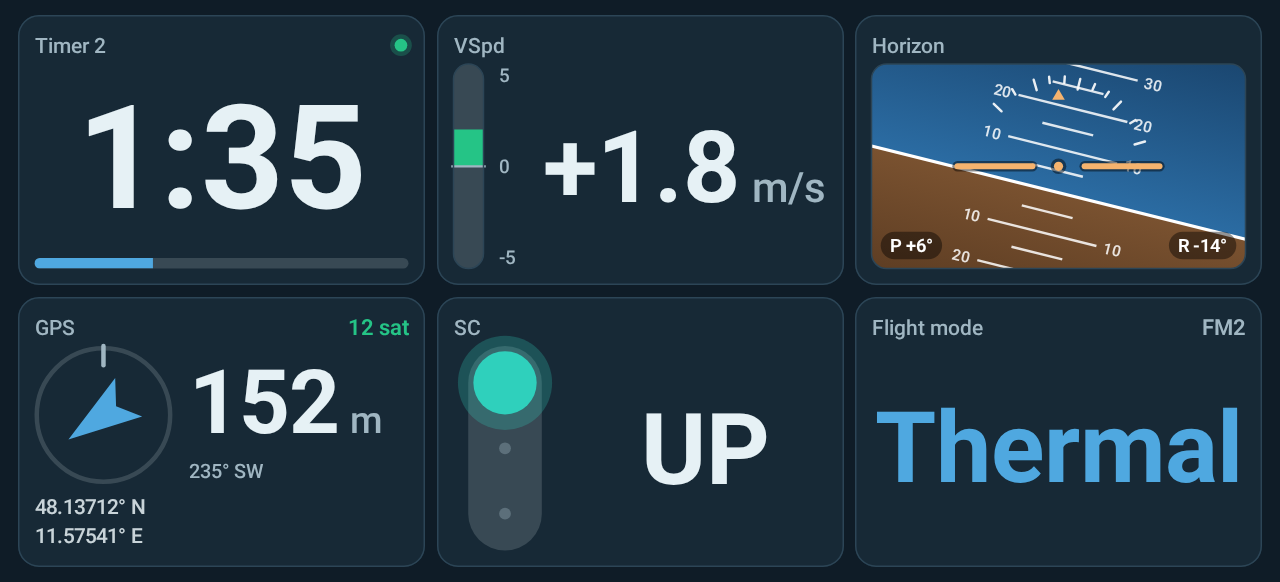 Timer 2
1:35
VSpd
5
0
-5
+1.8 m/s
Horizon
30
20
20
10
10
10
20
P +6°
R -14°
GPS
12 sat
152 m
235° SW
48.13712° N
11.57541° E
SC
UP
Flight mode
FM2
Thermal